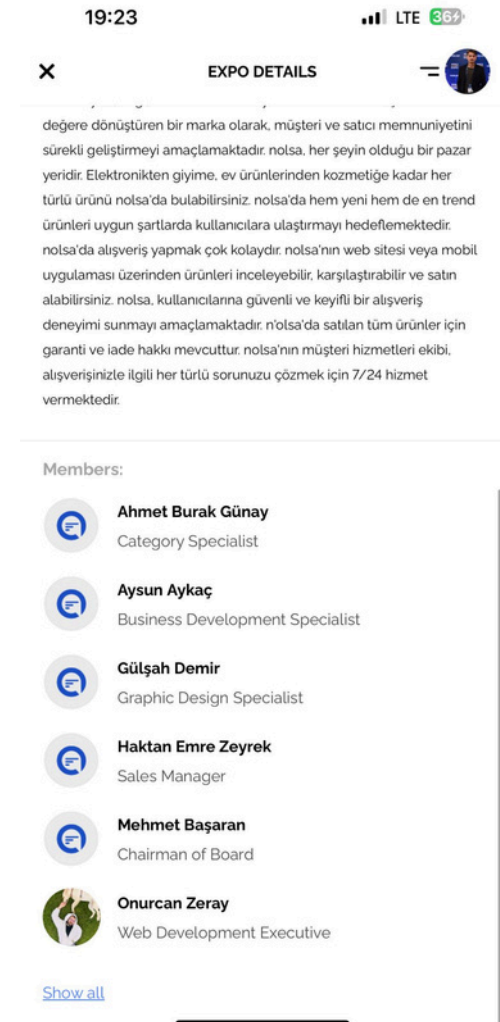 19:23
LTE
36
EXPO DETAILS
değere dönüştüren bir marka olarak, müşteri ve satıcı memnuniyetini
sürekli geliştirmeyi amaçlamaktadır. nolsa, her şeyin olduğu bir pazar
yeridir. Elektronikten giyime, ev ürünlerinden kozmetiğe kadar her
türlü ürünü nolsa'da bulabilirsiniz. nolsa'da hem yeni hem de en trend
ürünleri uygun şartlarda kullanıcılara ulaştırmayı hedeflemektedir.
nolsa'da alışveriş yapmak çok kolaydır. nolsa'nın web sitesi veya mobil
uygulaması üzerinden ürünleri inceleyebilir, karşılaştırabilir ve satın
alabilirsiniz. nolsa, kullanıcılarına güvenli ve keyifli bir alışveriş
deneyimi sunmayı amaçlamaktadır. n'olsa'da satılan tüm ürünler için
garanti ve iade hakkı mevcuttur. nolsa'nın müşteri hizmetleri ekibi,
alışverişinizle ilgili her türlü sorunuzu çözmek için 7/24 hizmet
vermektedir.
Members:
Ahmet Burak Günay
Category Specialist
Aysun Aykaç
Business Development Specialist
Gülşah Demir
Graphic Design Specialist
Haktan Emre Zeyrek
Sales Manager
Mehmet Başaran
Chairman of Board
Onurcan Zeray
Web Development Executive
Show all